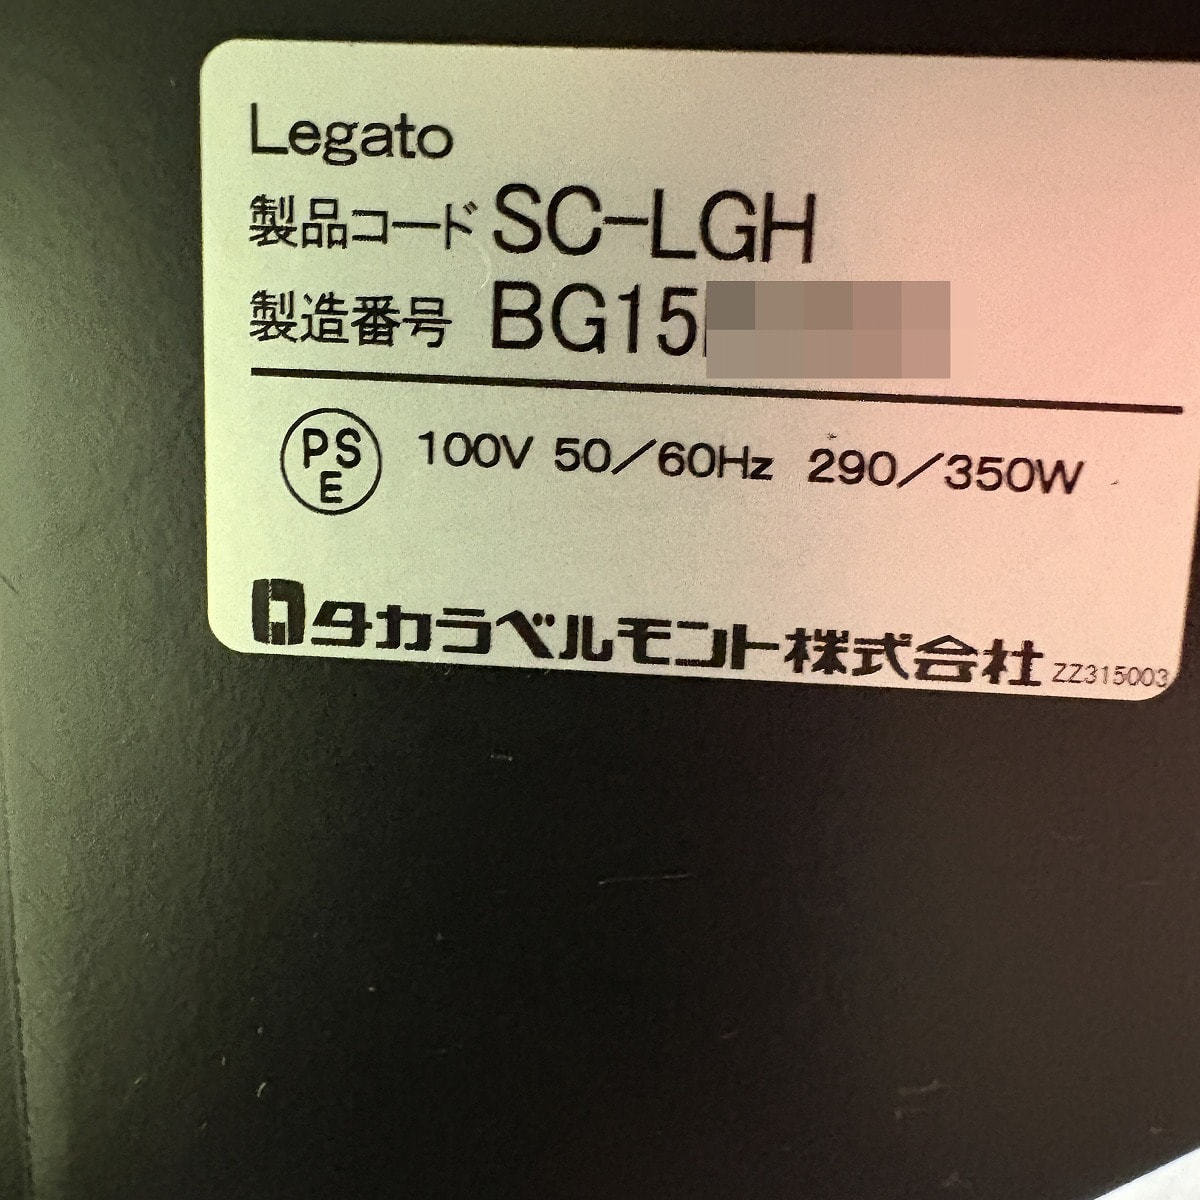 Legato
製品コード SC-LGH
製造番号 BG15
PSE 100V 50/60Hz 290/350W
タカラベルモント株式会社 ZZ315003